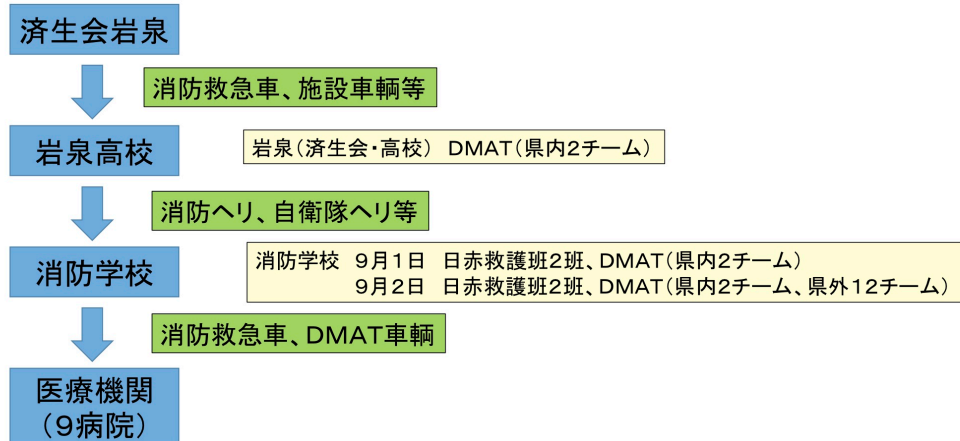 済生会岩泉
消防救急車、施設車輌等
岩泉高校
岩泉(済生会・高校) DMAT(県内2チーム)
消防ヘリ、自衛隊ヘリ等
消防学校
消防学校 9月1日 日赤救護班2班、DMAT(県内2チーム)
9月2日 日赤救護班2班、DMAT(県内2チーム、県外12チーム)
消防救急車、DMAT車輌
医療機関
(9病院)